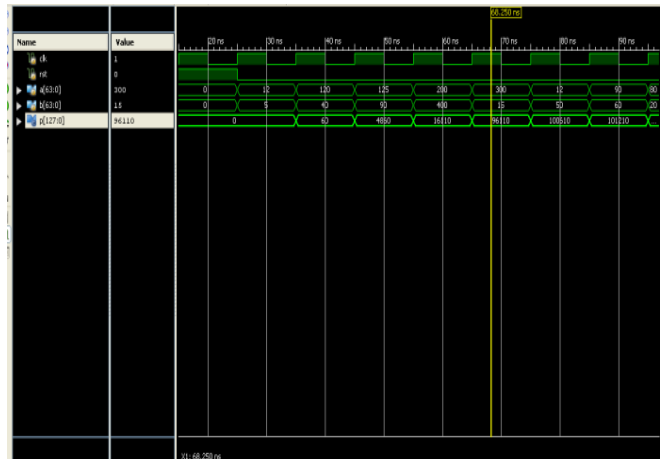 68.250 ns
Name Value
20 ns 30 ns 40 ns 50 ns 60 ns 70 ns 80 ns 90 ns
clk 1
rst 0
a[63:0] 300 0 12 120 125 200 300 12 90 80
b[63:0] 15 0 5 40 90 400 15 50 60 20
p[127:0] 96110 0 60 4860 16110 96110 100610 101210 ...
X1: 68.250 ns